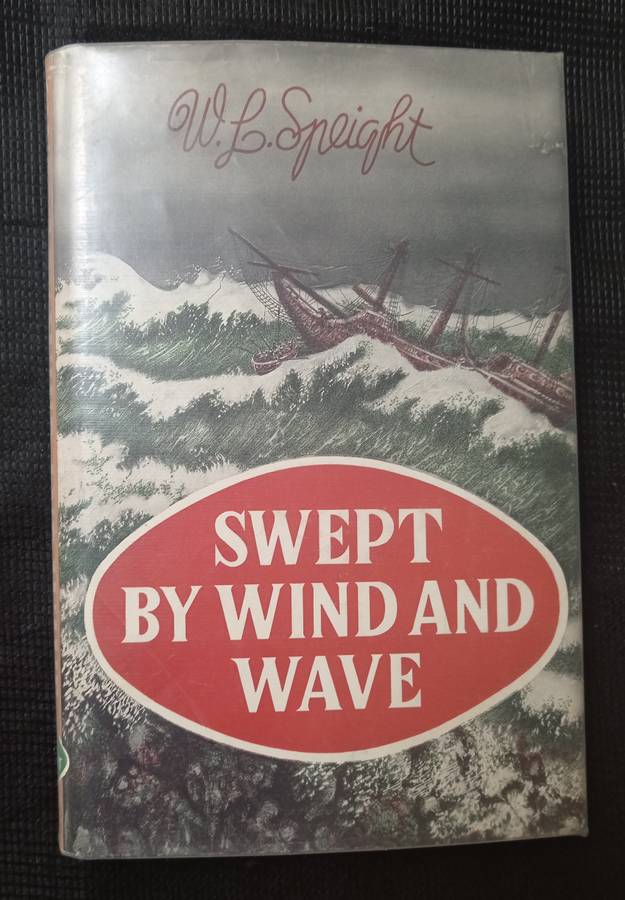 W. L. Speight
SWEPT
BY WIND AND
WAVE